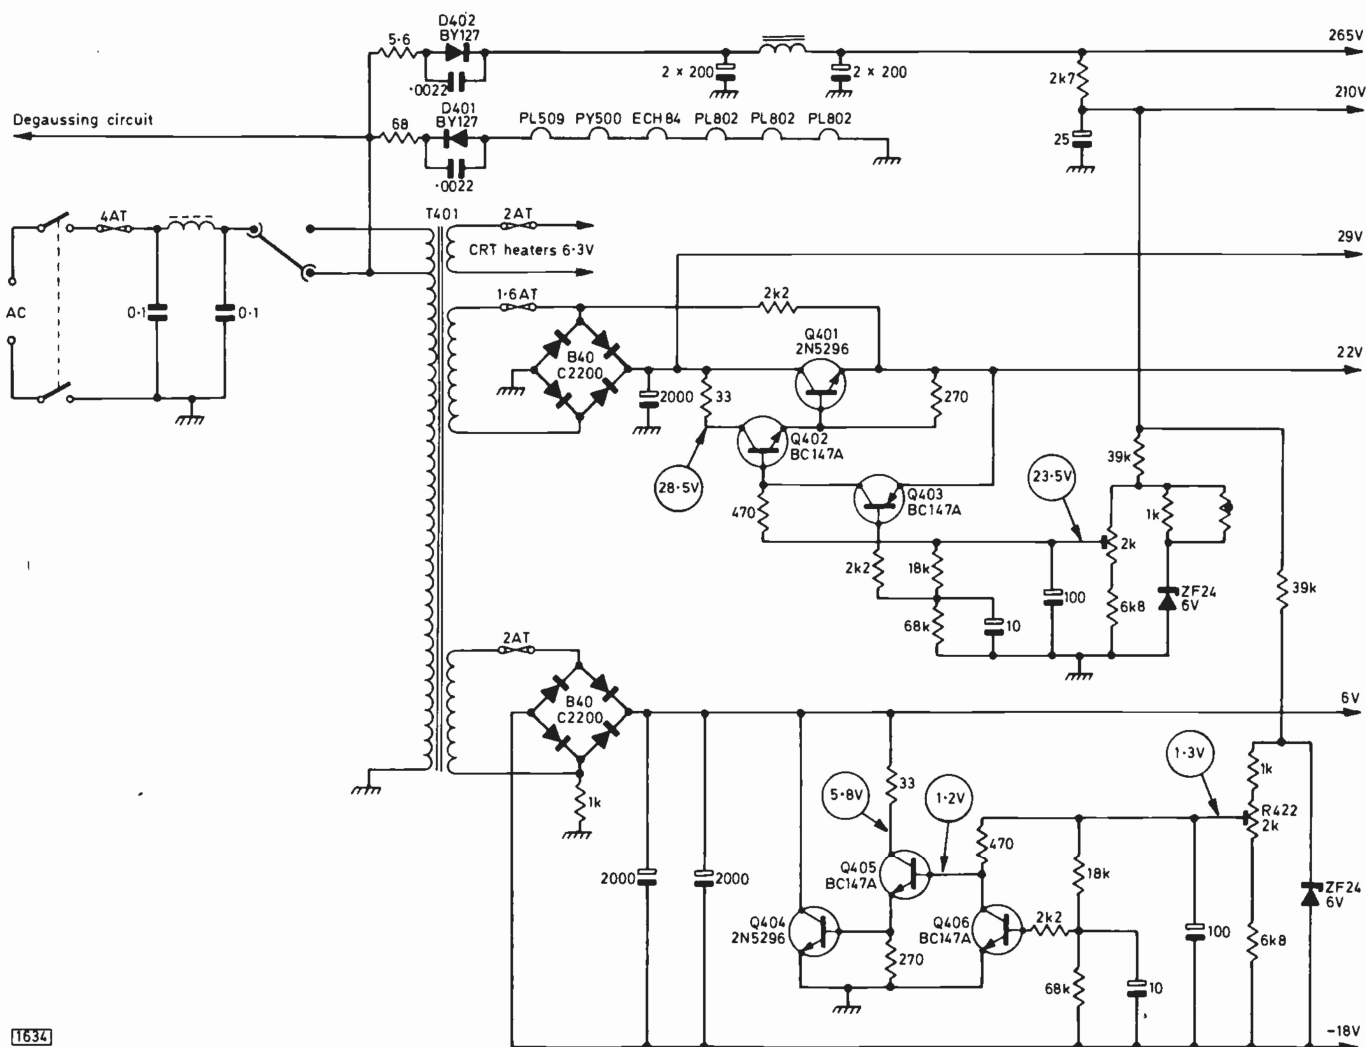 D402
BY127
5·6
·0022
2 × 200
2 × 200
265V
2k7
210V
Degaussing circuit
D401
BY127
68
·0022
PL509 PY500 ECH84 PL802 PL802 PL802
25
4AT
T401
2AT
CRT heaters 6·3V
29V
AC
0·1
0·1
1·6AT
2k2
Q401
2N5296
B40
C2200
2000
33
270
22V
Q402
BC147A
28·5V
Q403
BC147A
470
23·5V
39k
2k
1k
2k2
18k
100
6k8
ZF24
6V
39k
68k
10
2AT
B40
C2200
6V
1k
33
5·8V
1·2V
1·3V
1k
R422
2k
470
2000
2000
Q405
BC147A
18k
Q404
2N5296
Q406
BC147A
2k2
270
100
6k8
ZF24
6V
68k
10
1634
-18V